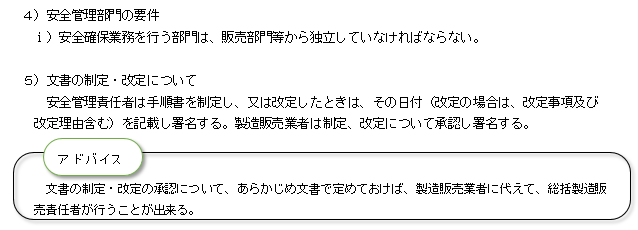 ４）安全管理部門の要件
ⅰ）安全確保業務を行う部門は、販売部門等から独立していなければならない。
５）文書の制定・改定について
安全管理責任者は手順書を制定し、又は改定したときは、その日付（改定の場合は、改定事項及び
改定理由含む）を記載し署名する。製造販売業者は制定、改定について承認し署名する。
アドバイス
文書の制定・改定の承認について、あらかじめ文書で定めておけば、製造販売業者に代えて、総括製造販
売責任者が行うことが出来る。